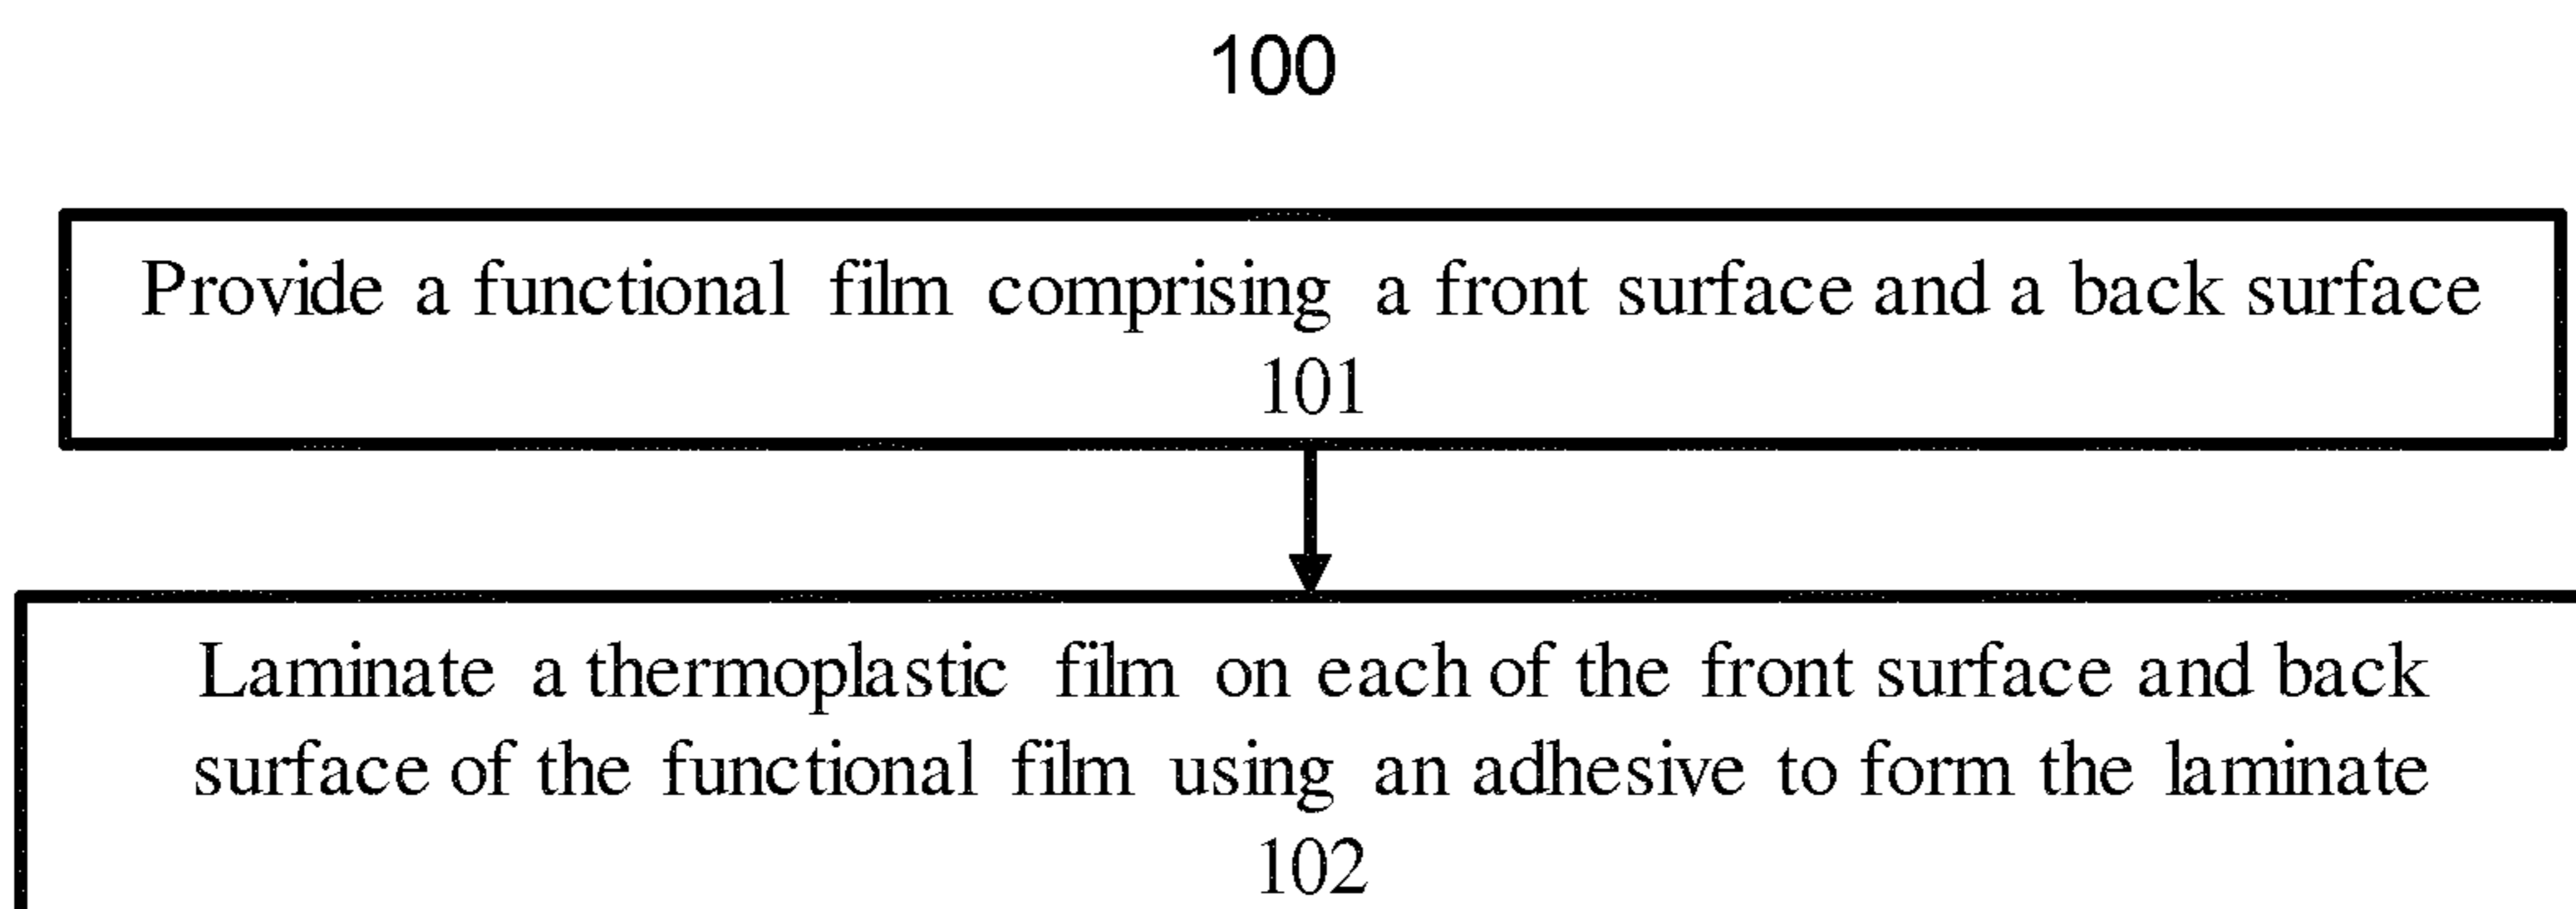 100
Provide a functional film comprising a front surface and a back surface
101
Laminate a thermoplastic film on each of the front surface and back
surface of the functional film using an adhesive to form the laminate
102